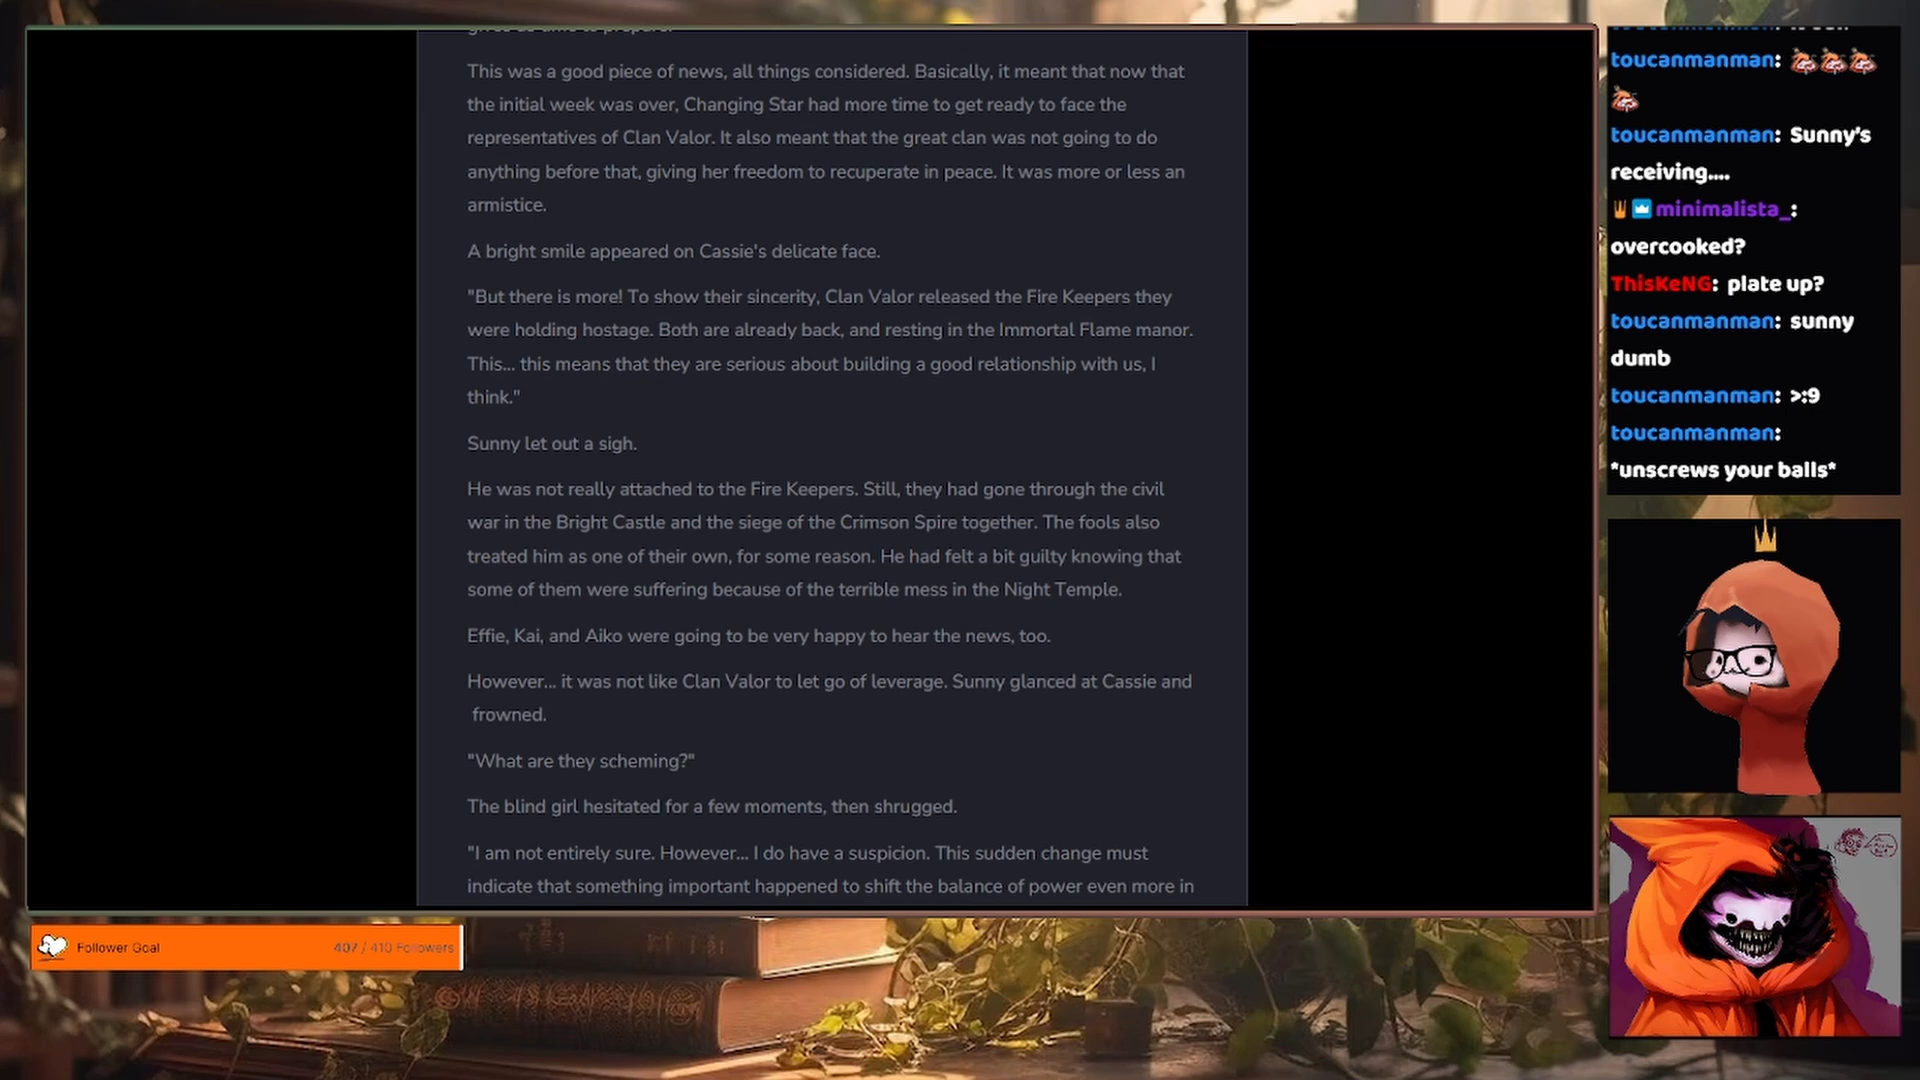 This was a good piece of news, all things considered. Basically, it meant that now that
the initial week was over, Changing Star had more time to get ready to face the
representatives of Clan Valor. It also meant that the great clan was not going to do
anything before that, giving her freedom to recuperate in peace. It was more or less an
armistice.
A bright smile appeared on Cassie's delicate face.
"But there is more! To show their sincerity, Clan Valor released the Fire Keepers they
were holding hostage. Both are already back, and resting in the Immortal Flame manor.
This... this means that they are serious about building a good relationship with us, I
think."
Sunny let out a sigh.
He was not really attached to the Fire Keepers. Still, they had gone through the civil
war in the Bright Castle and the siege of the Crimson Spire together. The fools also
treated him as one of their own, for some reason. He had felt a bit guilty knowing that
some of them were suffering because of the terrible mess in the Night Temple.
Effie, Kai, and Aiko were going to be very happy to hear the news, too.
However... it was not like Clan Valor to let go of leverage. Sunny glanced at Cassie and
frowned.
"What are they scheming?"
The blind girl hesitated for a few moments, then shrugged.
"I am not entirely sure. However... I do have a suspicion. This sudden change must
indicate that something important happened to shift the balance of power even more in
toucanmanman:
toucanmanman: Sunny's
receiving....
minimalista_:
overcooked?
ThisKeNG: plate up?
toucanmanman: sunny
dumb
toucanmanman: >:9
toucanmanman:
*unscrews your balls*
Follower Goal
407 / 410 Followers